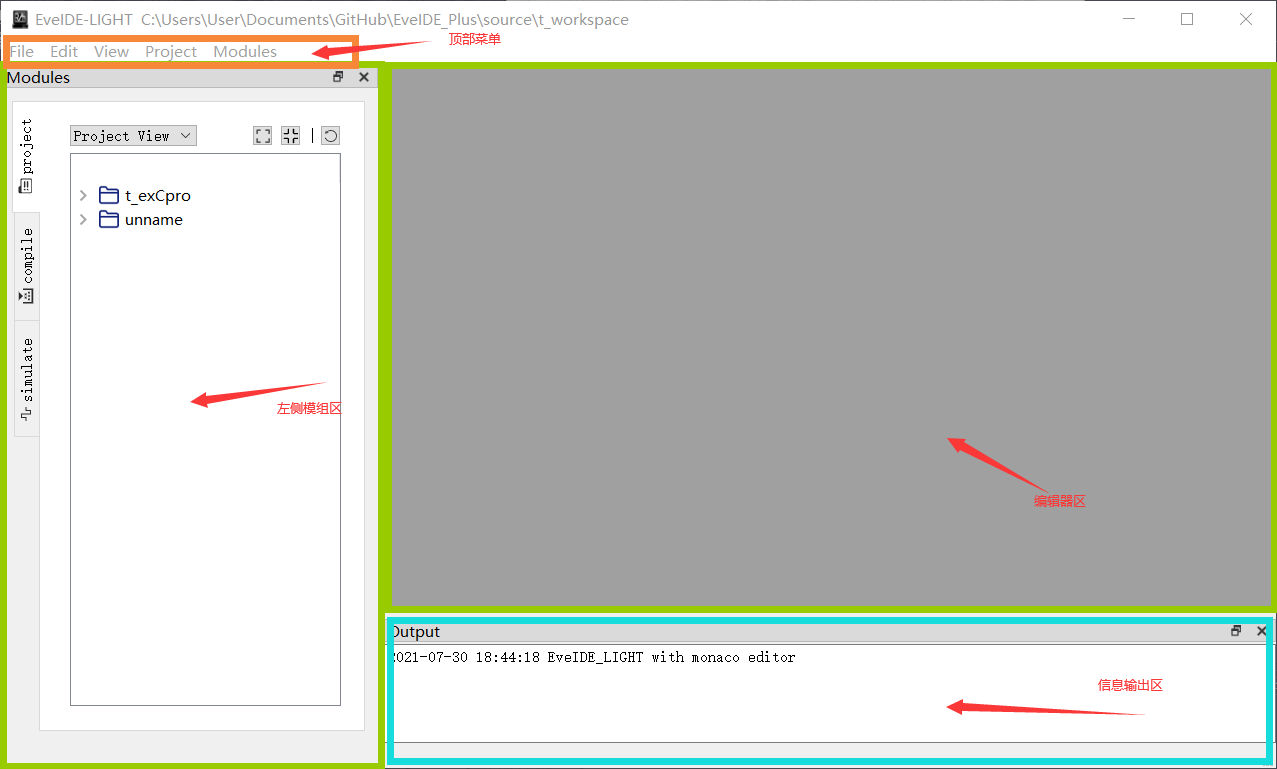 EveIDE-LIGHT C:\Users\User\Documents\GitHub\EveIDE_Plus\source\t_workspace
File Edit View Project Modules
顶部菜单
Modules
project
compile
simulate
Project View
t_exCpro
unname
左侧模组区
编辑器区
Output
2021-07-30 18:44:18 EveIDE_LIGHT with monaco editor
信息输出区